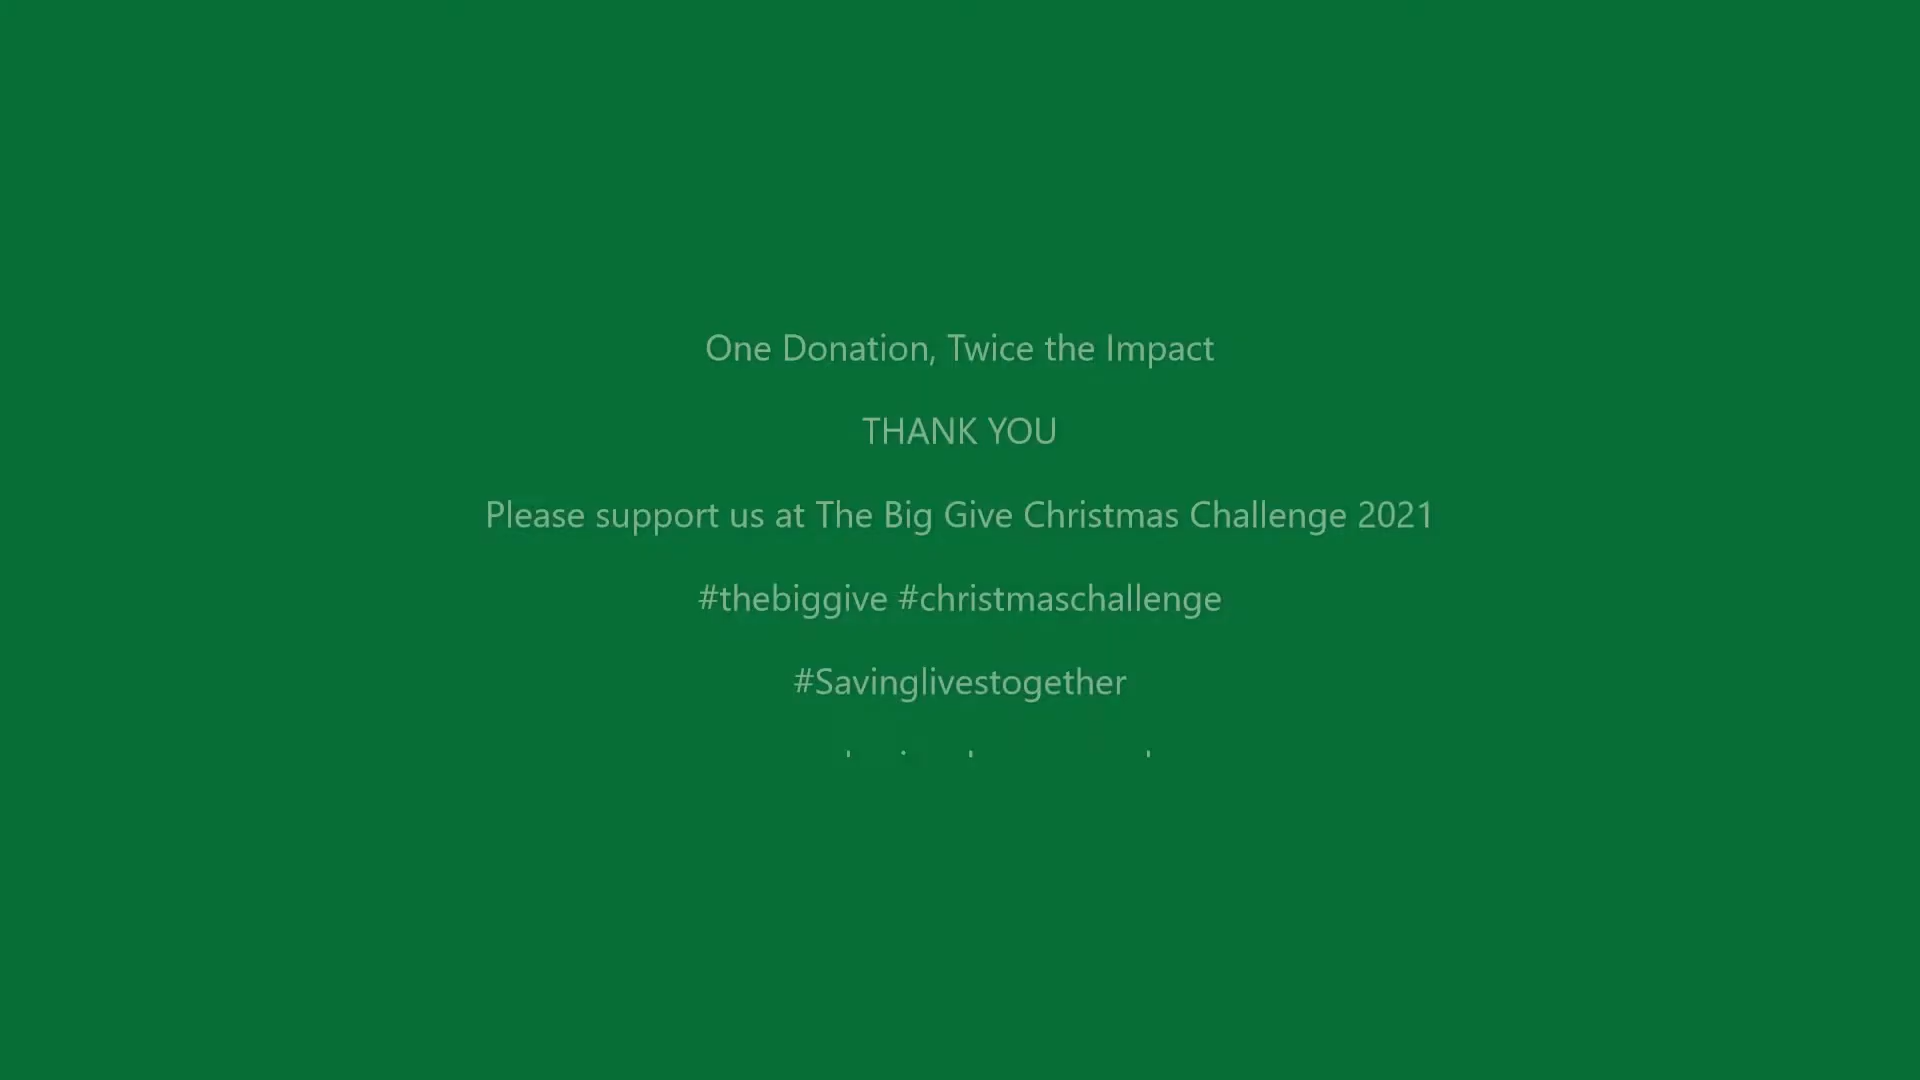 One Donation, Twice the Impact
THANK YOU
Please support us at The Big Give Christmas Challenge 2021
#thebiggive #christmaschallenge
#Savinglivestogether